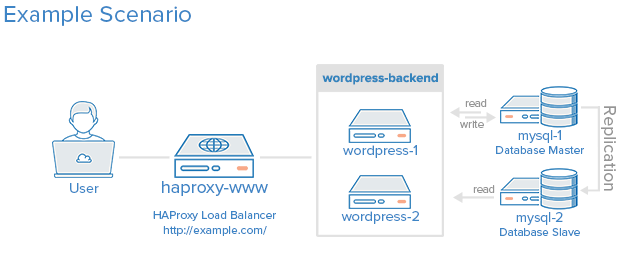 Example Scenario
wordpress-backend
wordpress-1
wordpress-2
User
haproxy-www
HAProxy Load Balancer
http://example.com/
read
write
mysql-1
Database Master
Replication
read
mysql-2
Database Slave